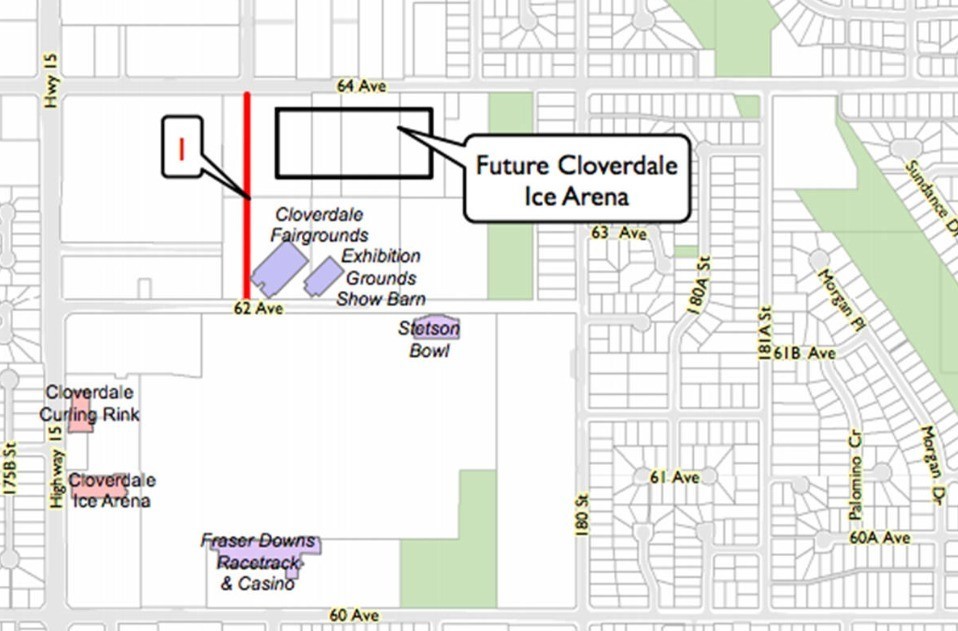 Hwy 15
64 Ave
I
Future Cloverdale
Ice Arena
Sundance Dr
Cloverdale
Fairgrounds
Exhibition
Grounds
Show Barn
63 Ave
180A St
Morgan Pl
62 Ave
Stetson
Bowl
181A St
61B Ave
Cloverdale
Curling Rink
175B St
Highway 15
Cloverdale
Ice Arena
61 Ave
Palomino Cr
Morgan Dr
180 St
60A Ave
Fraser Downs
Racetrack
& Casino
60 Ave